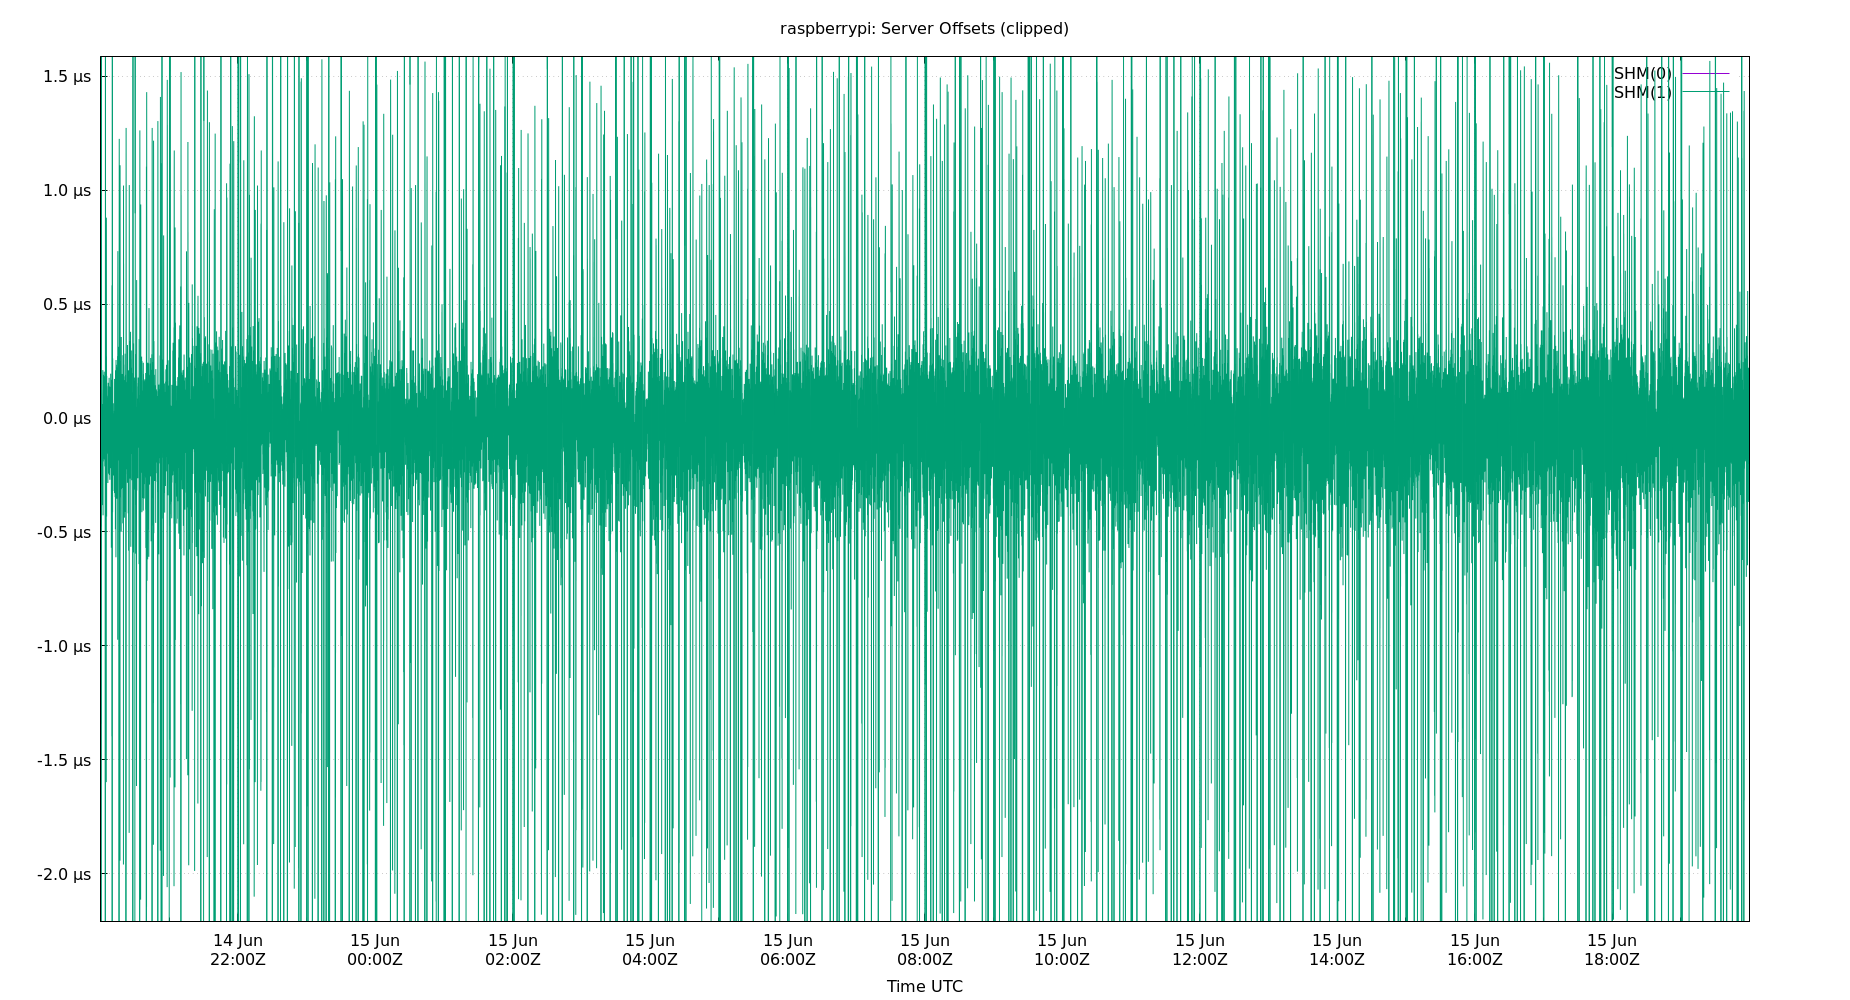 raspberrypi: Server Offsets (clipped)
1.5 µs
1.0 µs
0.5 µs
0.0 µs
-0.5 µs
-1.0 µs
-1.5 µs
-2.0 µs
SHM(0)
SHM(1)
14 Jun 15 Jun 15 Jun 15 Jun 15 Jun 15 Jun 15 Jun 15 Jun 15 Jun 15 Jun 15 Jun
22:00Z 00:00Z 02:00Z 04:00Z 06:00Z 08:00Z 10:00Z 12:00Z 14:00Z 16:00Z 18:00Z
Time UTC